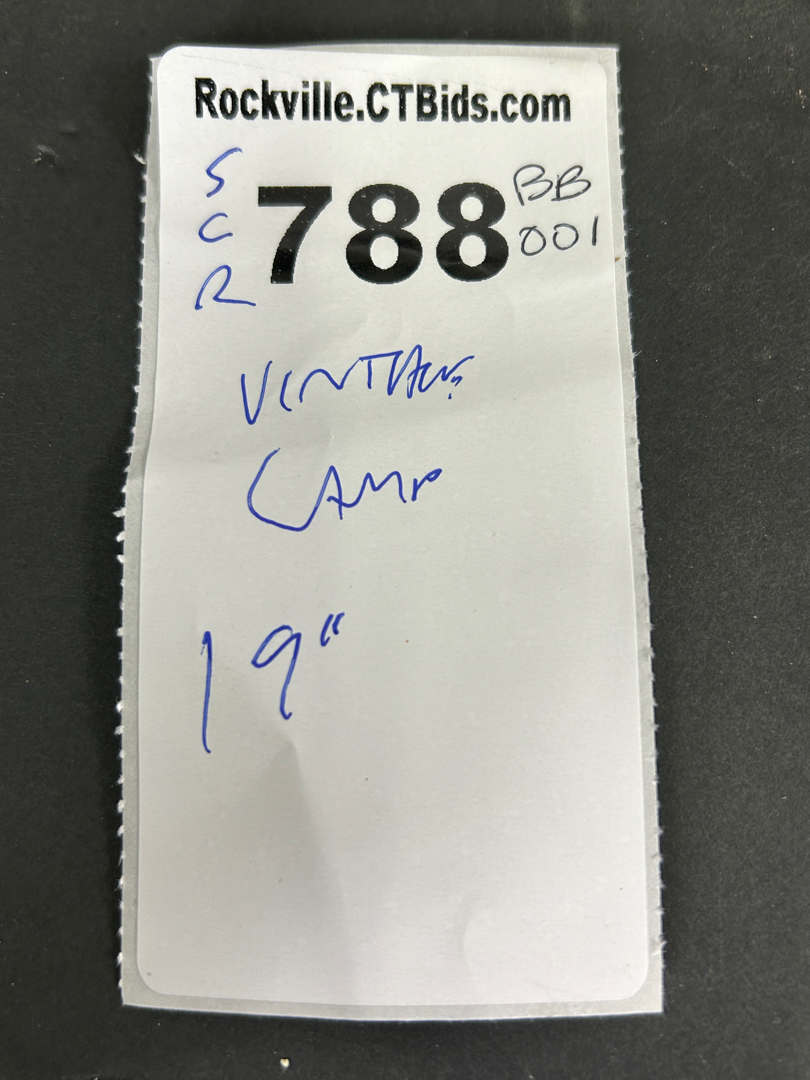 Rockville.CTBids.com
S
C
R
788
BB
001
VINTAGE
LAMP
19"